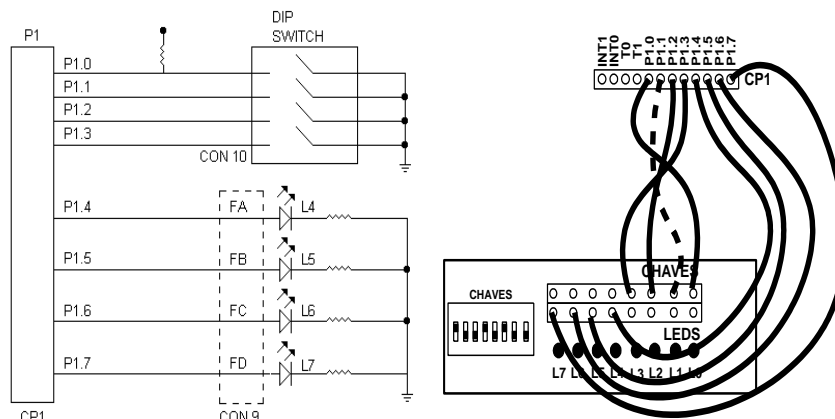 P1
DIP
SWITCH
P1.0
P1.1
P1.2
P1.3
CON 10
P1.4
FA
L4
P1.5
FB
L5
P1.6
FC
L6
P1.7
FD
L7
CP1
CON 9
INT1
INT0
T0
T1
P1.0
P1.1
P1.2
P1.3
P1.4
P1.5
P1.6
P1.7
CP1
CHAVES
CHAVES
LEDS
L7 L6 L5 L4 L3 L2 L1 L0